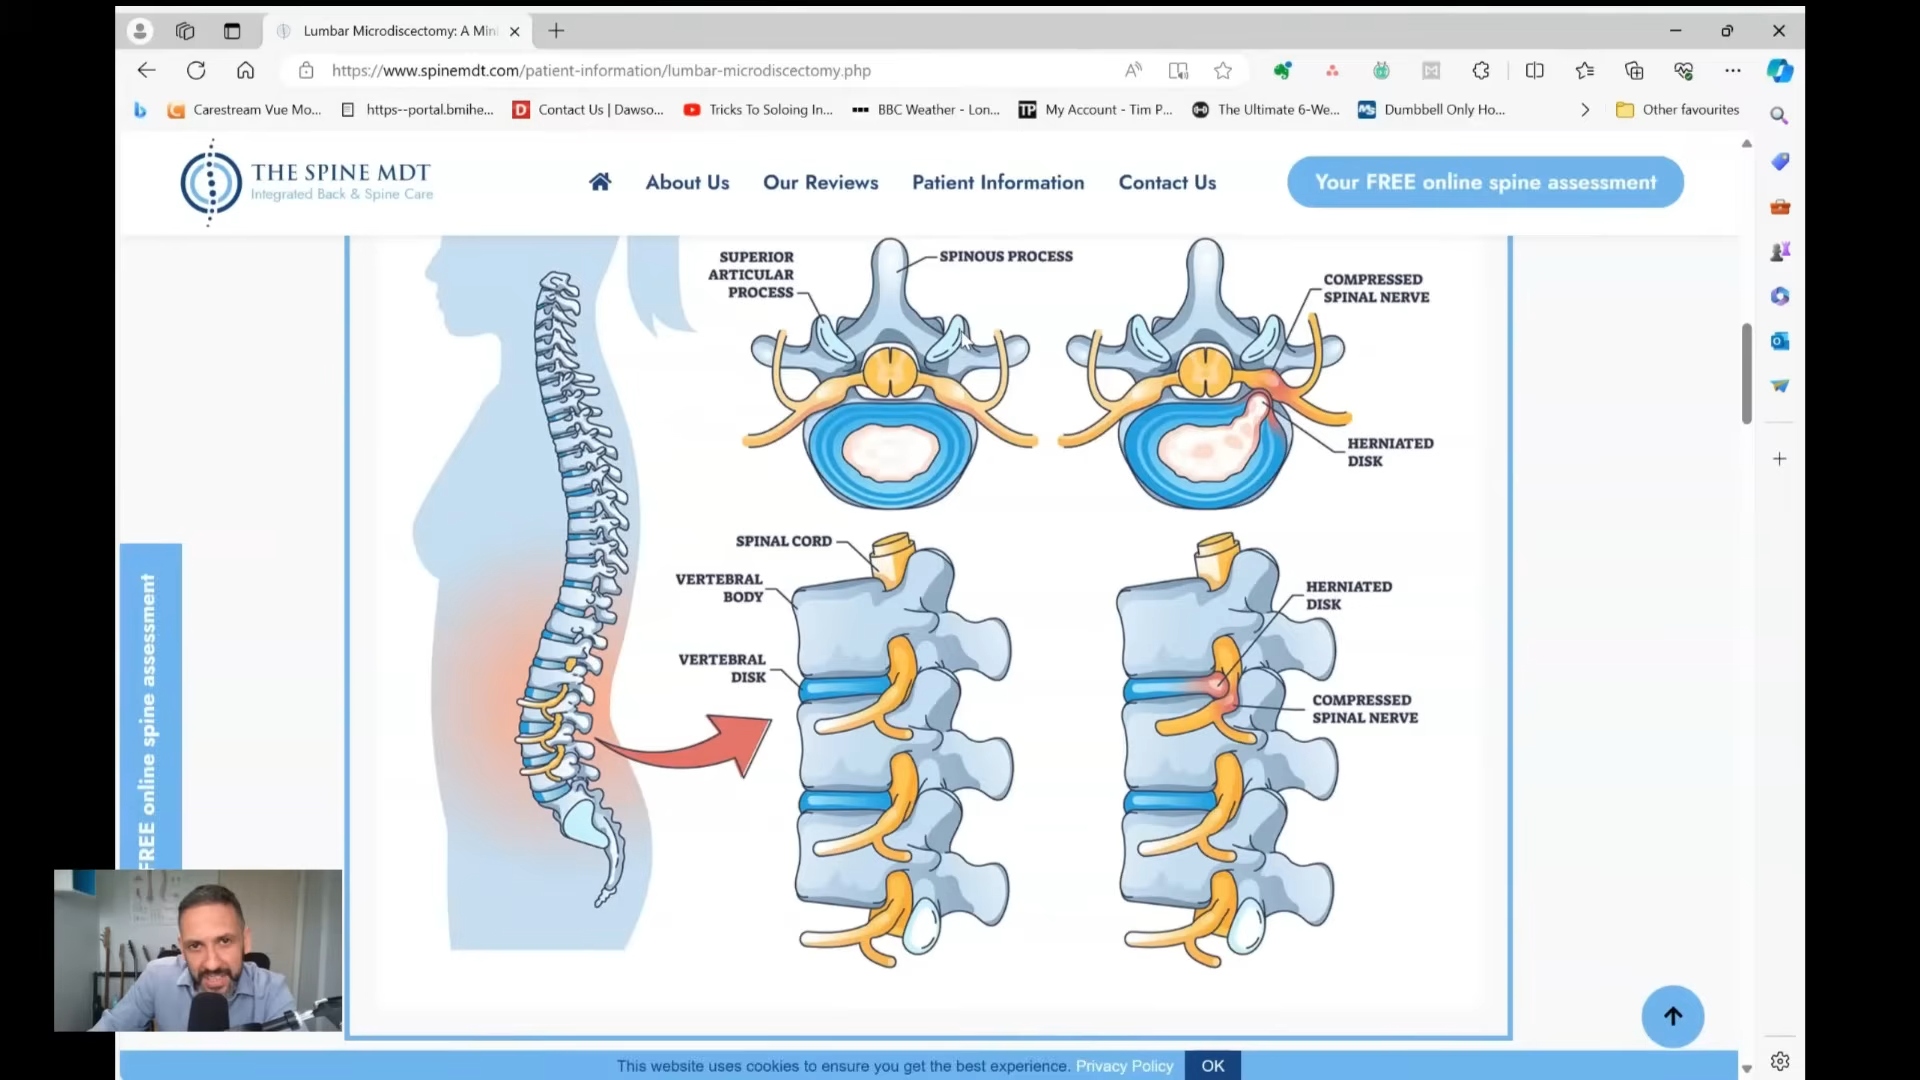 Lumbar Microdiscectomy: A Min
https://www.spinemdt.com/patient-information/lumbar-microdiscectomy.php
Carestream Vue Mo...
https--portal.bmihe...
Contact Us | Dawso...
Tricks To Soloing In...
BBC Weather - Lon...
My Account - Tim P...
The Ultimate 6-We...
Dumbbell Only Ho...
Other favourites
THE SPINE MDT
Integrated Back & Spine Care
About Us
Our Reviews
Patient Information
Contact Us
Your FREE online spine assessment
SUPERIOR
ARTICULAR
PROCESS
SPINOUS PROCESS
COMPRESSED
SPINAL NERVE
HERNIATED
DISK
SPINAL CORD
VERTEBRAL
BODY
VERTEBRAL
DISK
HERNIATED
DISK
COMPRESSED
SPINAL NERVE
FREE online spine assessment
This website uses cookies to ensure you get the best experience. Privacy Policy
OK